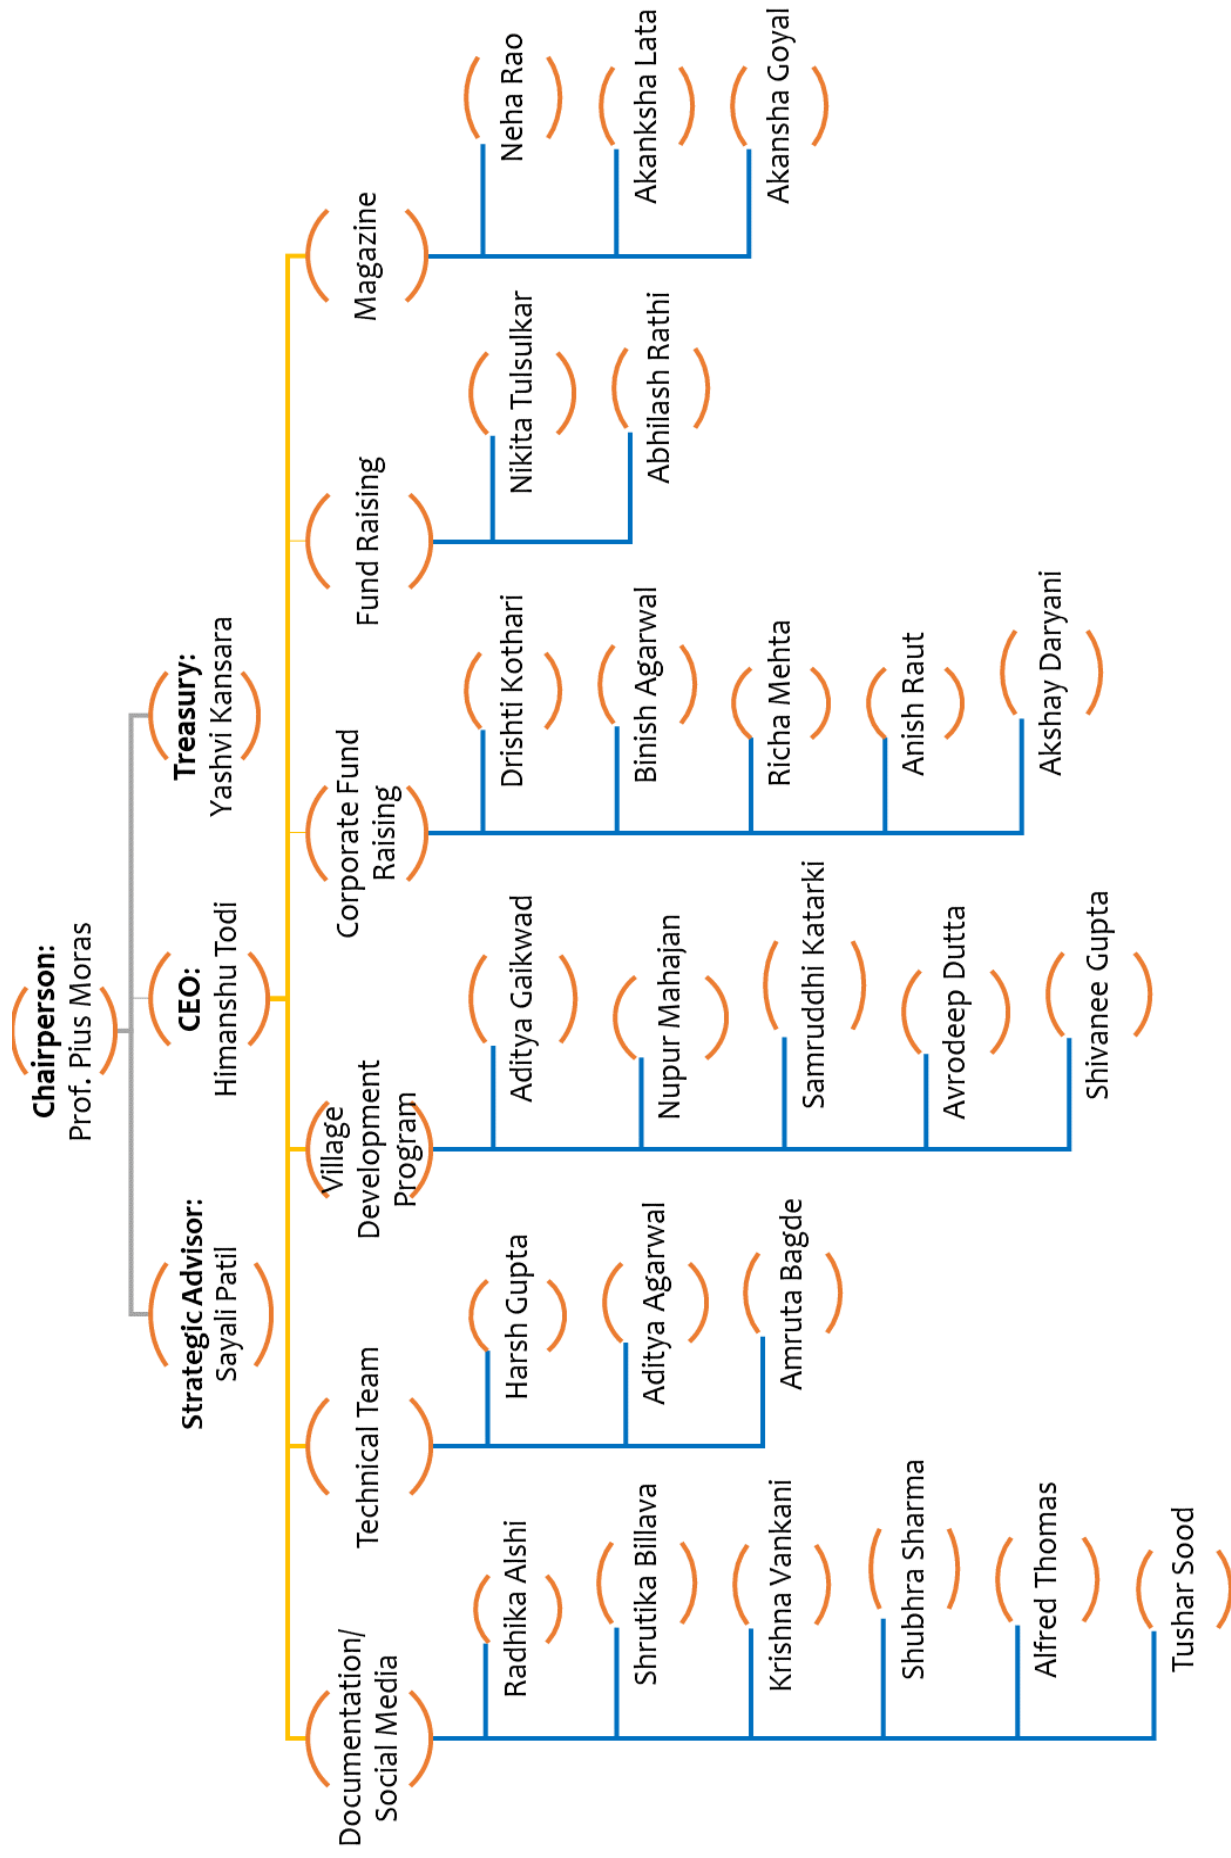 Chairperson:
Prof. Pius Moras
Strategic Advisor:
Sayali Patil
CEO:
Himanshu Todi
Treasury:
Yashvi Kansara
Documentation/
Social Media
Radhika Alshi
Shrutika Billava
Krishna Vankani
Shubhra Sharma
Alfred Thomas
Tushar Sood
Technical Team
Harsh Gupta
Aditya Agarwal
Amruta Bagde
Village
Development
Program
Aditya Gaikwad
Nupur Mahajan
Samruddhi Katarki
Avrodeep Dutta
Shivanee Gupta
Corporate Fund
Raising
Drishti Kothari
Binish Agarwal
Richa Mehta
Anish Raut
Akshay Daryani
Fund Raising
Nikita Tulsulkar
Abhilash Rathi
Magazine
Neha Rao
Akanksha Lata
Akansha Goyal